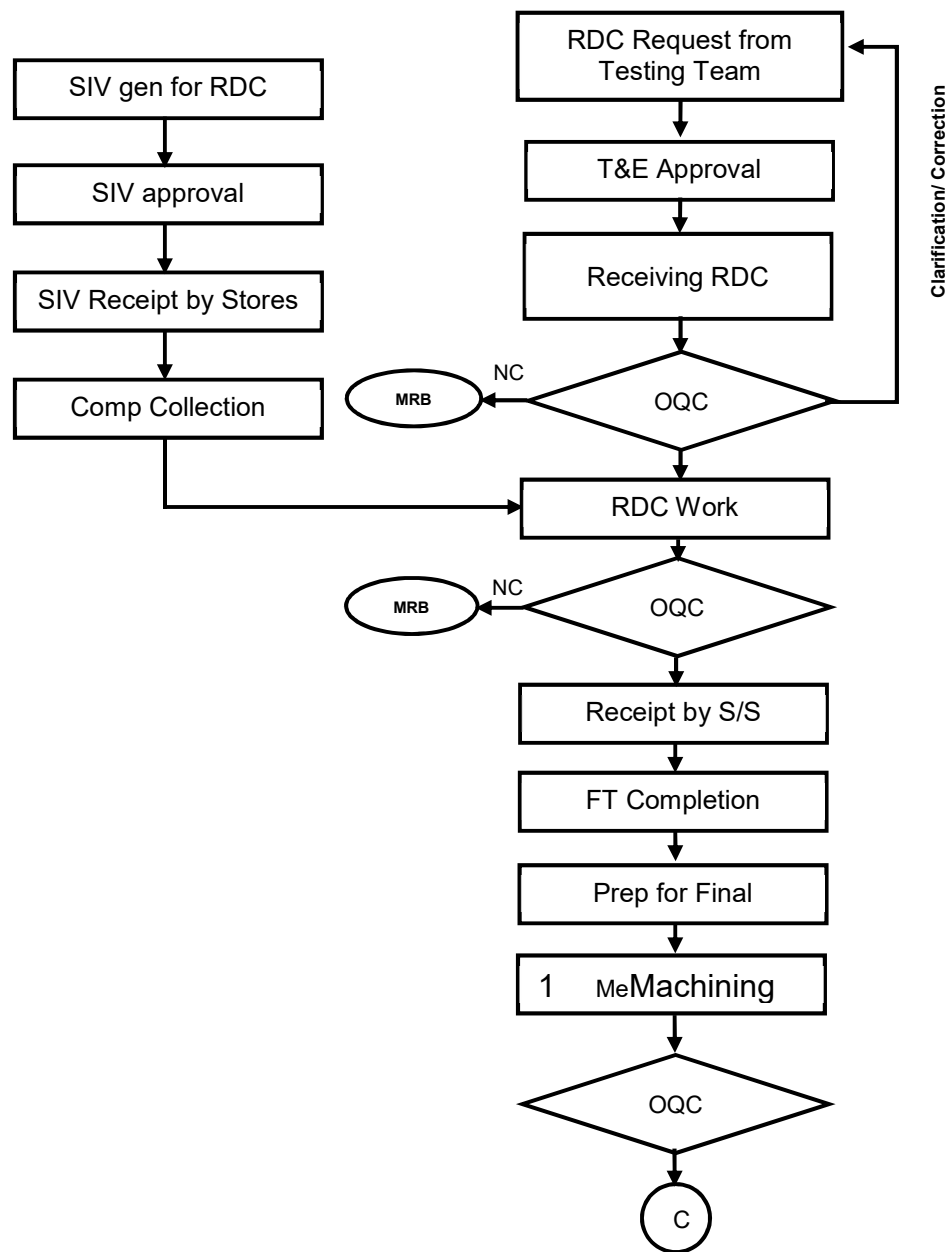 RDC Request from
Testing Team
SIV gen for RDC
Clarification/ Correction
T&E Approval
SIV approval
Receiving RDC
SIV Receipt by Stores
NC
MRB
OQC
Comp Collection
RDC Work
NC
MRB
OQC
Receipt by S/S
FT Completion
Prep for Final
1 MeMachining
OQC
C